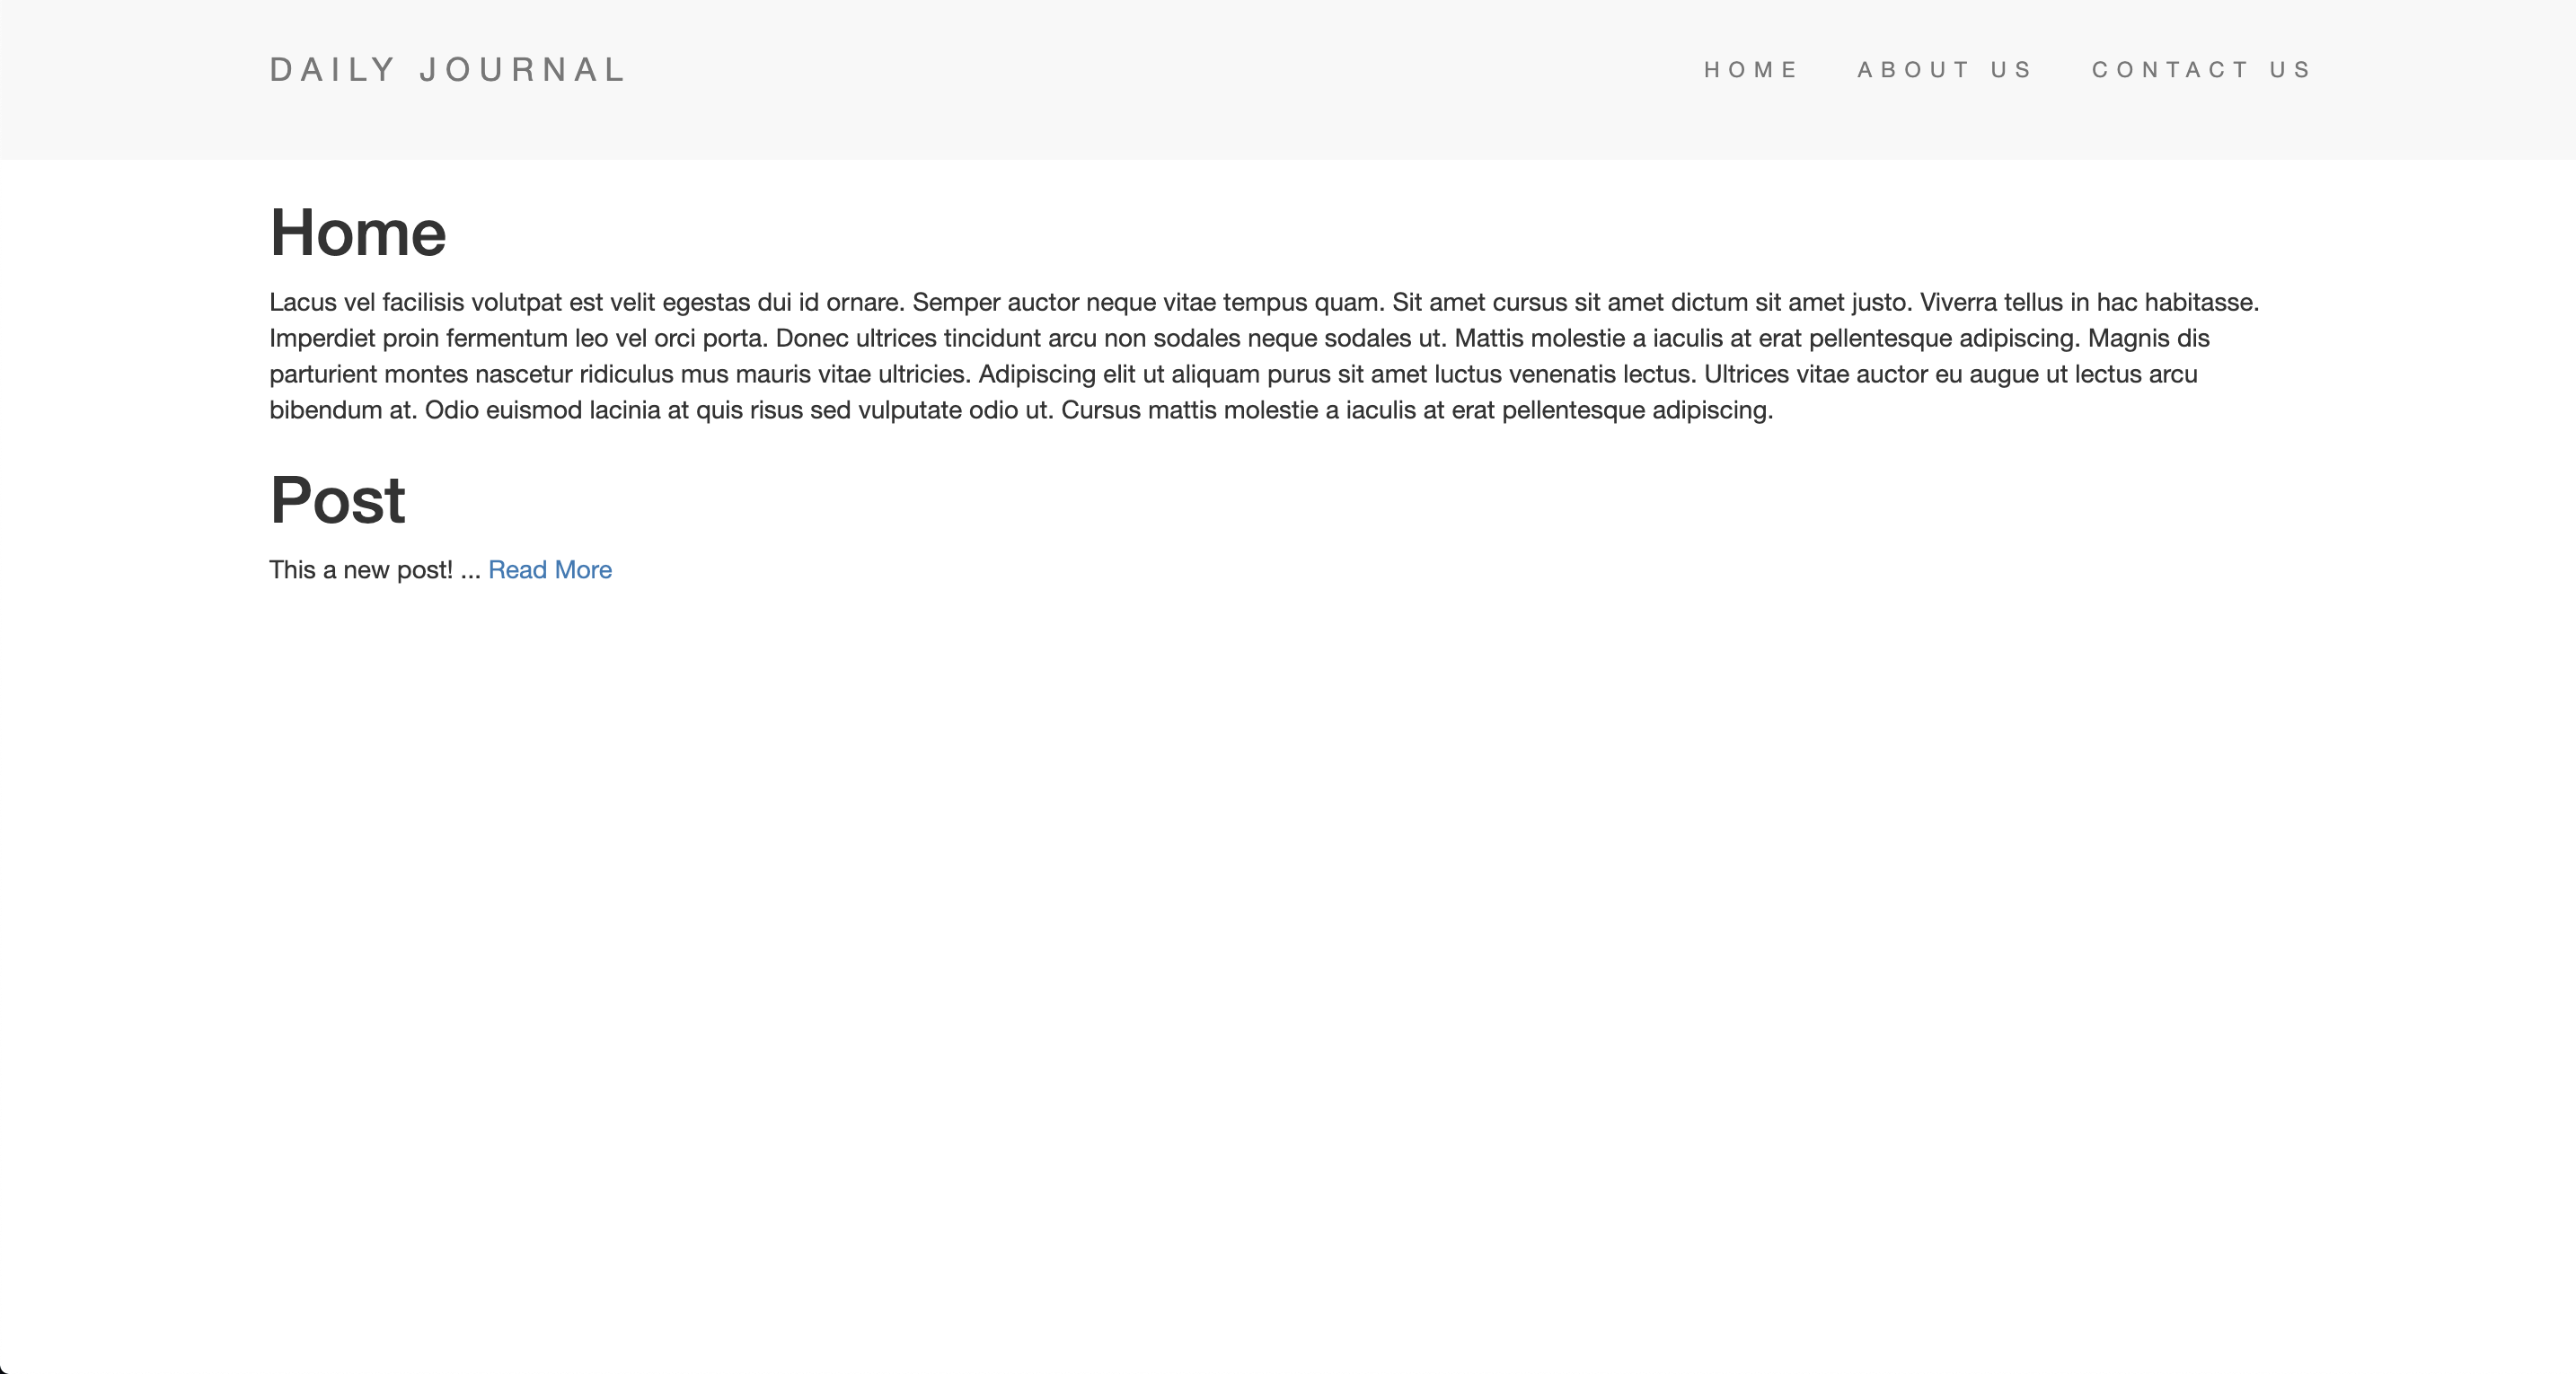 DAILY JOURNAL
HOME ABOUT US CONTACT US
Home
Lacus vel facilisis volutpat est velit egestas dui id ornare. Semper auctor neque vitae tempus quam. Sit amet cursus sit amet dictum sit amet justo. Viverra tellus in hac habitasse.
Imperdiet proin fermentum leo vel orci porta. Donec ultrices tincidunt arcu non sodales neque sodales ut. Mattis molestie a iaculis at erat pellentesque adipiscing. Magnis dis
parturient montes nascetur ridiculus mus mauris vitae ultricies. Adipiscing elit ut aliquam purus sit amet luctus venenatis lectus. Ultrices vitae auctor eu augue ut lectus arcu
bibendum at. Odio euismod lacinia at quis risus sed vulputate odio ut. Cursus mattis molestie a iaculis at erat pellentesque adipiscing.
Post
This a new post! ... Read More